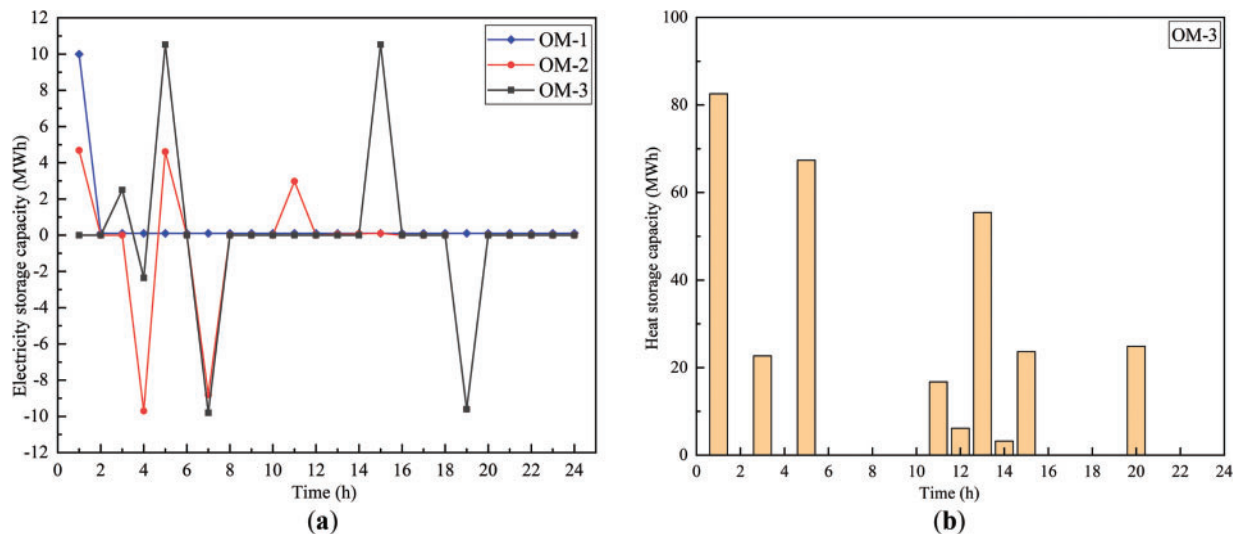 12
10
8
6
4
2
0
-2
-4
-6
-8
-10
-12
Electricity storage capacity (MWh)
OM-1
OM-2
OM-3
0 2 4 6 8 10 12 14 16 18 20 22 24
Time (h)
(a)
100
80
60
40
20
0
Heat storage capacity (MWh)
OM-3
2 4 6 8 10 12 14 16 18 20 22 24
Time (h)
(b)